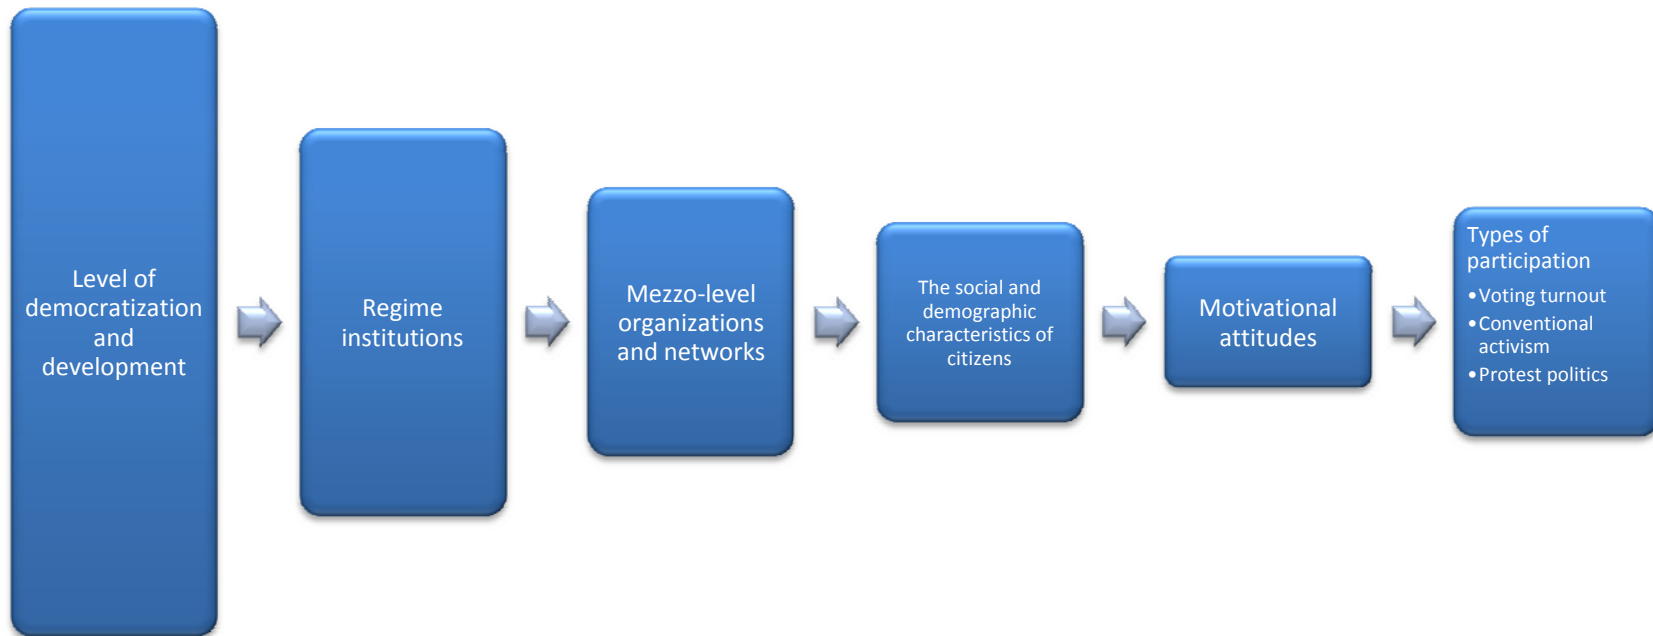 Level of
democratization
and
development
Regime
institutions
Mezzo-level
organizations
and networks
The social and
demographic
characteristics of
citizens
Motivational
attitudes
Types of
participation
•Voting turnout
•Conventional
activism
•Protest politics